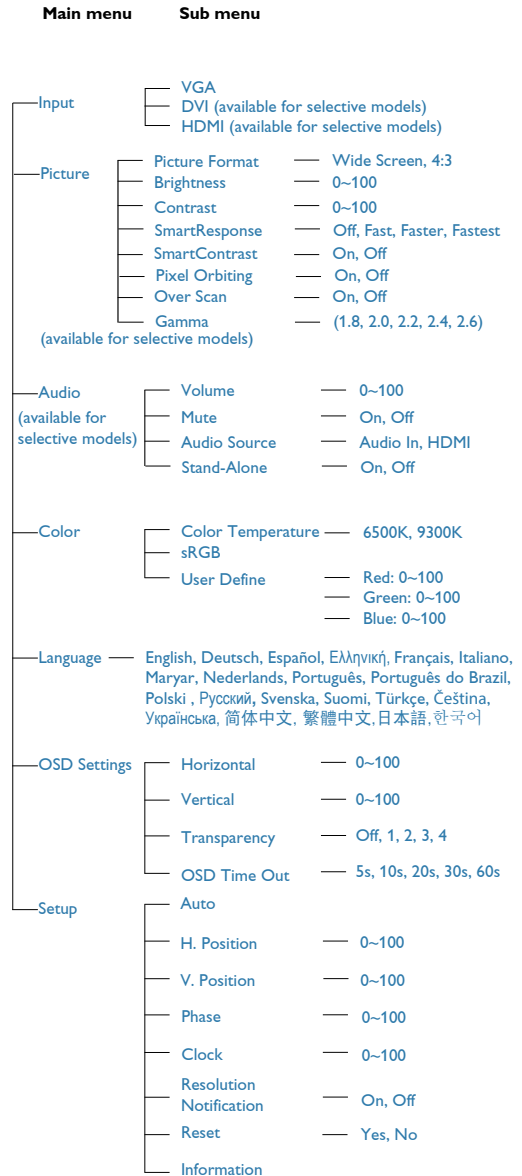 Main menu Sub menu
Input
VGA
DVI (available for selective models)
HDMI (available for selective models)
Picture
Picture Format Wide Screen, 4:3
Brightness 0~100
Contrast 0~100
SmartResponse Off, Fast, Faster, Fastest
SmartContrast On, Off
Pixel Orbiting On, Off
Over Scan On, Off
Gamma (1.8, 2.0, 2.2, 2.4, 2.6)
(available for selective models)
Audio
(available for
selective models)
Volume 0~100
Mute On, Off
Audio Source Audio In, HDMI
Stand-Alone On, Off
Color
Color Temperature 6500K, 9300K
sRGB
User Define Red: 0~100
Green: 0~100
Blue: 0~100
Language English, Deutsch, Español, Ελληνική, Français, Italiano,
Maryar, Nederlands, Português, Português do Brazil,
Polski , Русский, Svenska, Suomi, Türkçe, Čeština,
Українська, 简体中文, 繁體中文,日本語,한국어
OSD Settings
Horizontal 0~100
Vertical 0~100
Transparency Off, 1, 2, 3, 4
OSD Time Out 5s, 10s, 20s, 30s, 60s
Setup
Auto
H. Position 0~100
V. Position 0~100
Phase 0~100
Clock 0~100
Resolution
Notification On, Off
Reset Yes, No
Information